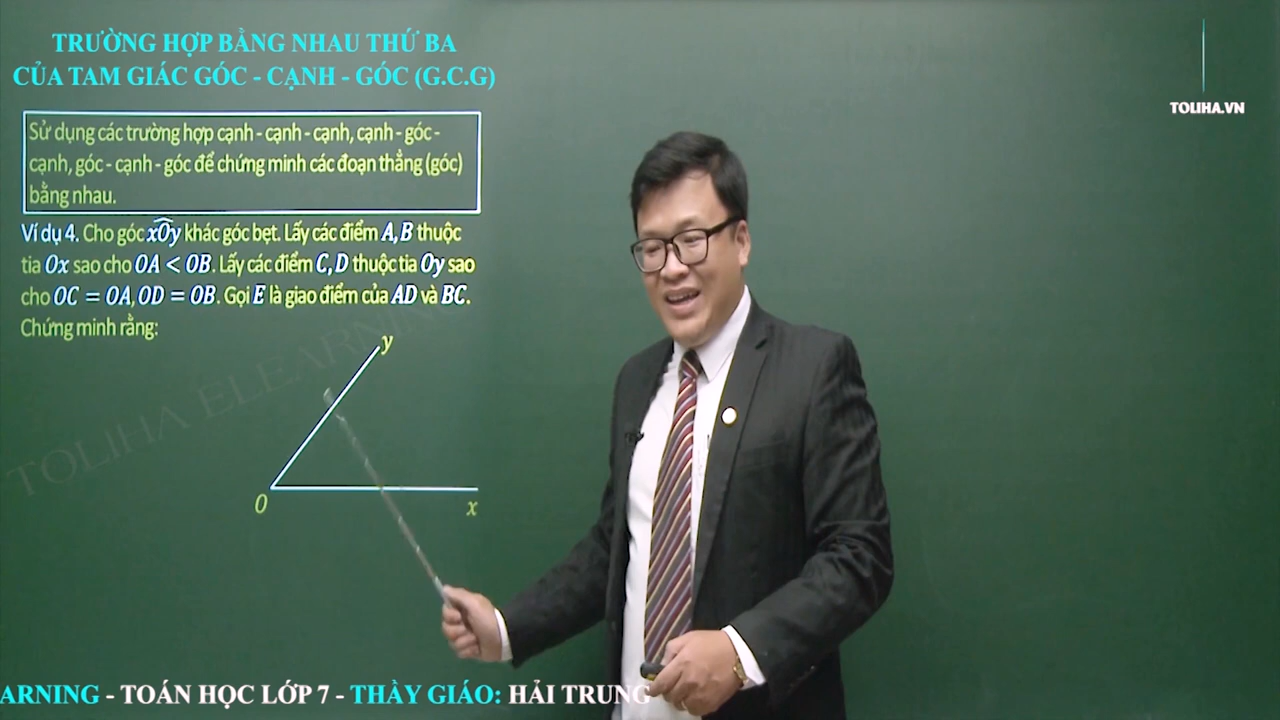 TRƯỜNG HỢP BẰNG NHAU THỨ BA
CỦA TAM GIÁC GÓC - CẠNH - GÓC (G.C.G)
TOLIHA.VN
Sử dụng các trường hợp cạnh - cạnh - cạnh, cạnh - góc -
cạnh, góc - cạnh - góc để chứng minh các đoạn thẳng (góc)
bằng nhau.
Ví dụ 4. Cho góc xOy khác góc bẹt. Lấy các điểm A, B thuộc
tia Ox sao cho OA < OB. Lấy các điểm C, D thuộc tia Oy sao
cho OC = OA, OD = OB. Gọi E là giao điểm của AD và BC.
Chứng minh rằng:
TOLIHA ELEARNING
y
O
x
ARNING - TOÁN HỌC LỚP 7 - THẦY GIÁO: HẢI TRUNG